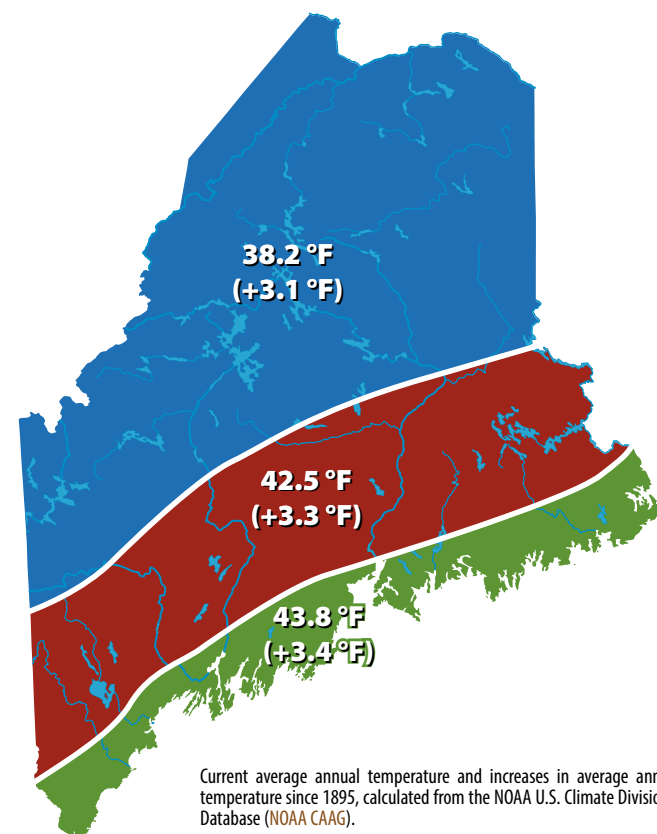 38.2 °F
(+3.1 °F)
42.5 °F
(+3.3 °F)
43.8 °F
(+3.4 °F)
Current average annual temperature and increases in average
temperature since 1895, calculated from the NOAA U.S. Climate
Database (NOAA CAAG).